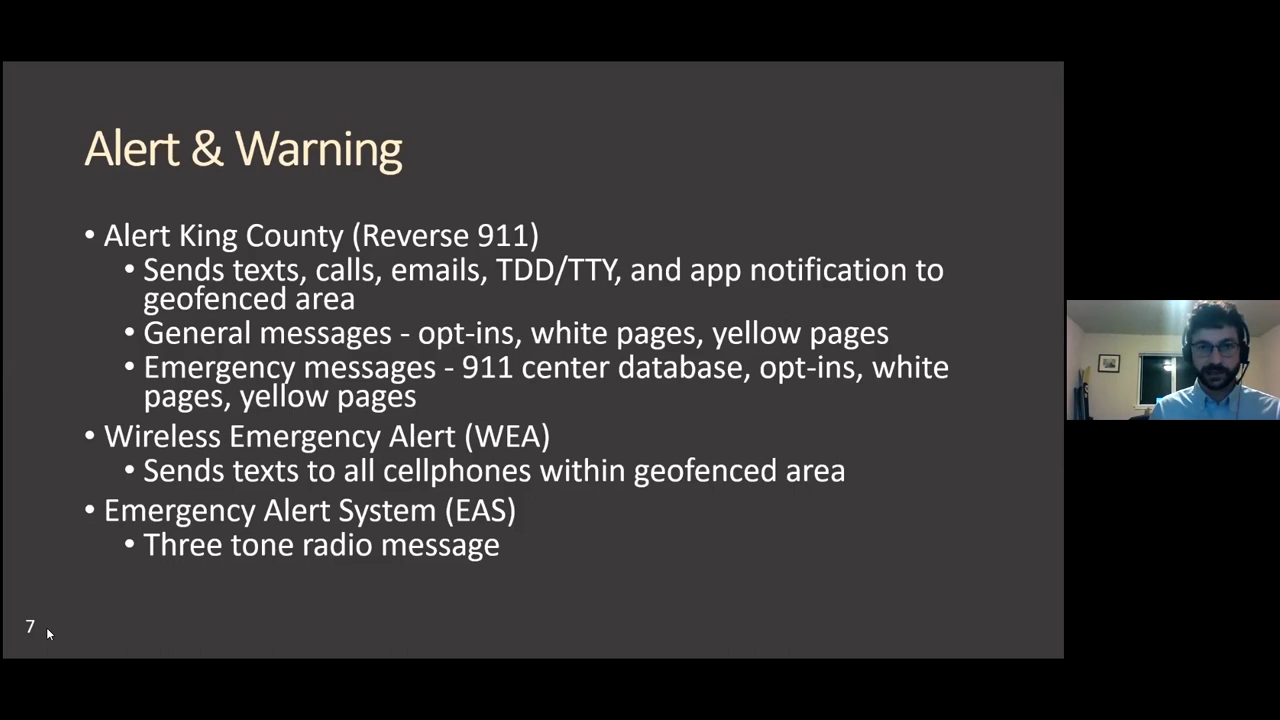 Alert & Warning
• Alert King County (Reverse 911)
• Sends texts, calls, emails, TDD/TTY, and app notification to
geofenced area
• General messages - opt-ins, white pages, yellow pages
• Emergency messages - 911 center database, opt-ins, white
pages, yellow pages
• Wireless Emergency Alert (WEA)
• Sends texts to all cellphones within geofenced area
• Emergency Alert System (EAS)
• Three tone radio message
7